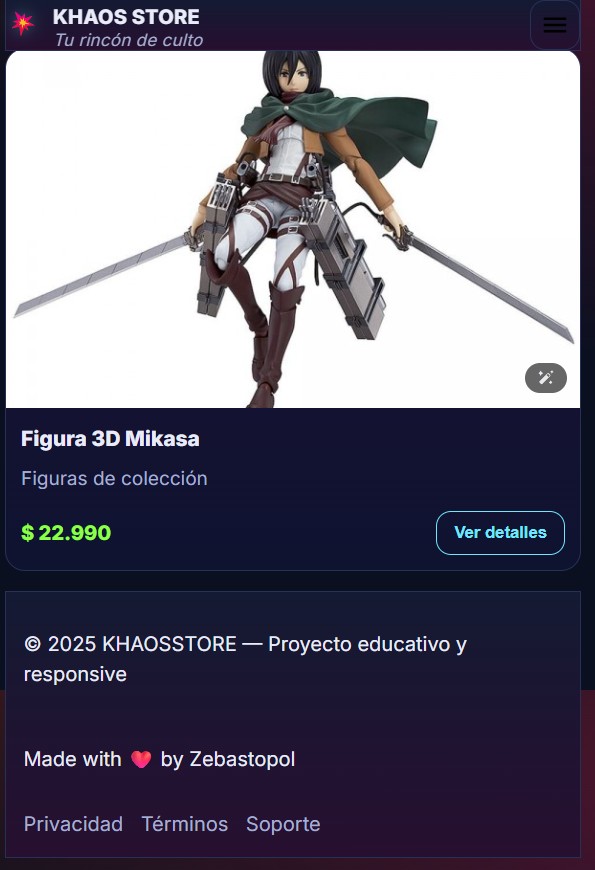 KHAOS STORE
Tu rincón de culto
Figura 3D Mikasa
Figuras de colección
$ 22.990
Ver detalles
© 2025 KHAOSSTORE — Proyecto educativo y
responsive
Made with ❤️ by Zebastopol
Privacidad Términos Soporte